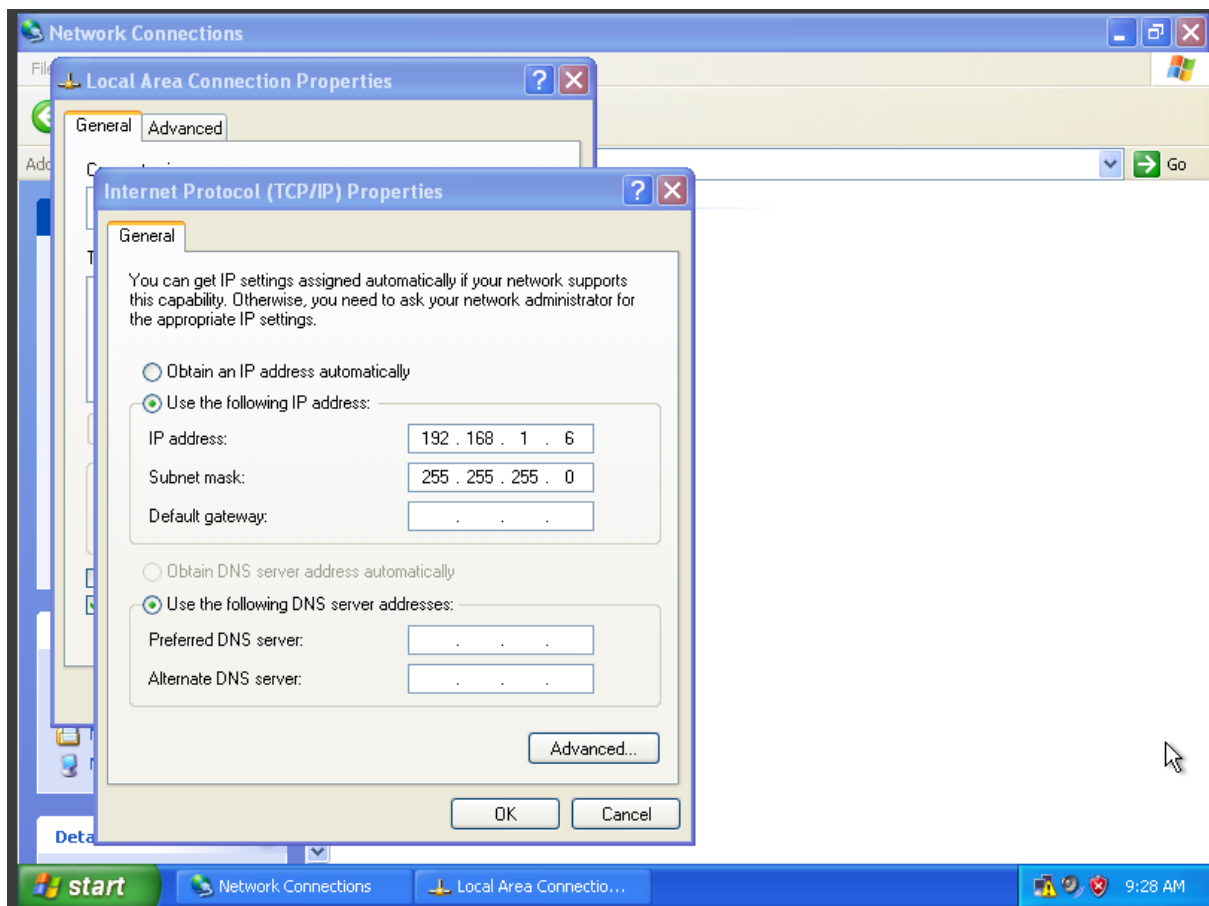 Network Connections
File
Local Area Connection Properties
General Advanced
Internet Protocol (TCP/IP) Properties
General
You can get IP settings assigned automatically if your network supports
this capability. Otherwise, you need to ask your network administrator for
the appropriate IP settings.
Obtain an IP address automatically
Use the following IP address:
IP address: 192 . 168 . 1 . 6
Subnet mask: 255 . 255 . 255 . 0
Default gateway: . . .
Obtain DNS server address automatically
Use the following DNS server addresses:
Preferred DNS server: . . .
Alternate DNS server: . . .
Advanced...
OK Cancel
Go
Deta
start Network Connections Local Area Connectio... 9:28 AM